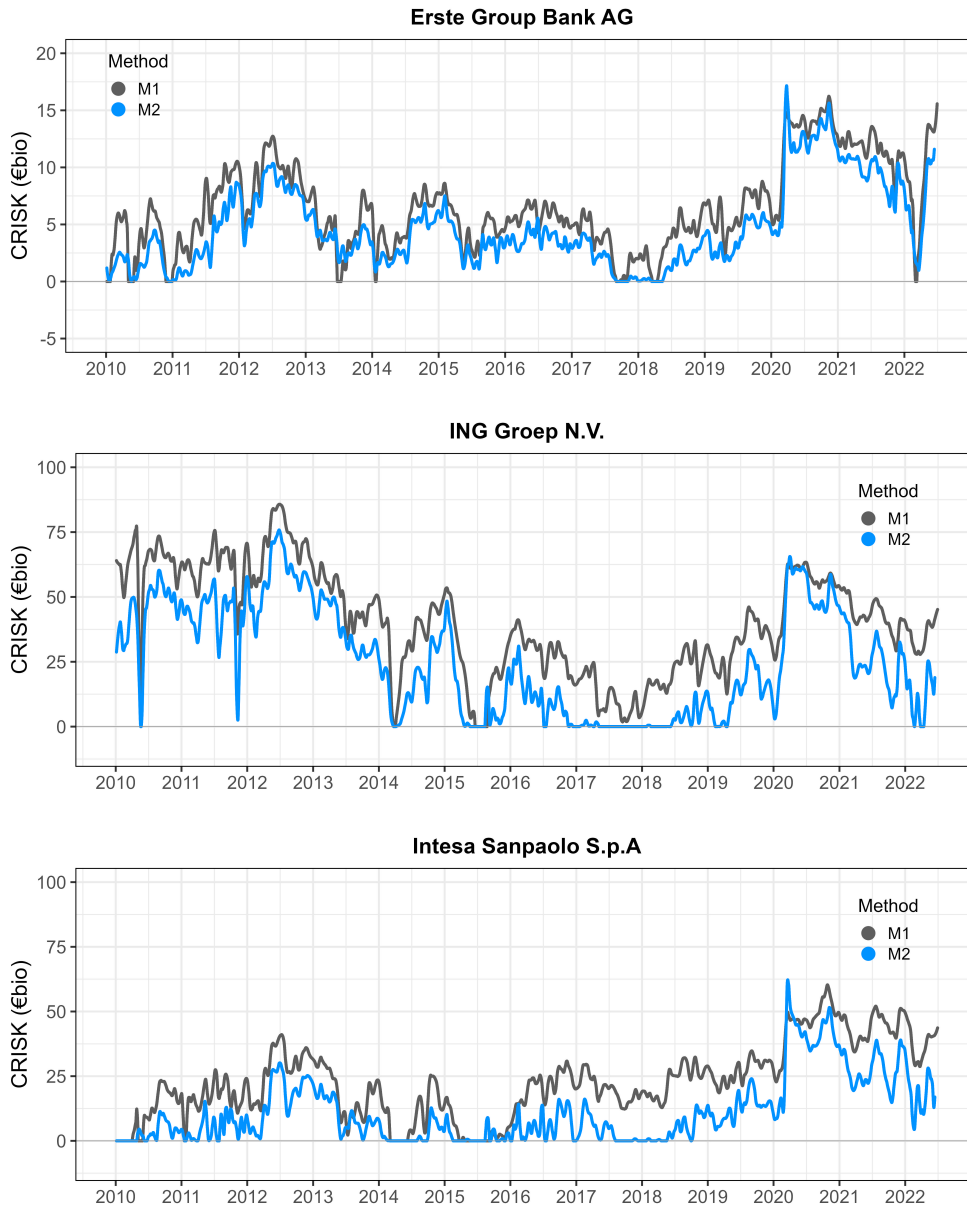 Erste Group Bank AG
CRISK (€bio)
20
15
10
5
0
-5
Method
M1
M2
2010 2011 2012 2013 2014 2015 2016 2017 2018 2019 2020 2021 2022
ING Groep N.V.
CRISK (€bio)
100
75
50
25
0
Method
M1
M2
2010 2011 2012 2013 2014 2015 2016 2017 2018 2019 2020 2021 2022
Intesa Sanpaolo S.p.A
CRISK (€bio)
100
75
50
25
0
Method
M1
M2
2010 2011 2012 2013 2014 2015 2016 2017 2018 2019 2020 2021 2022